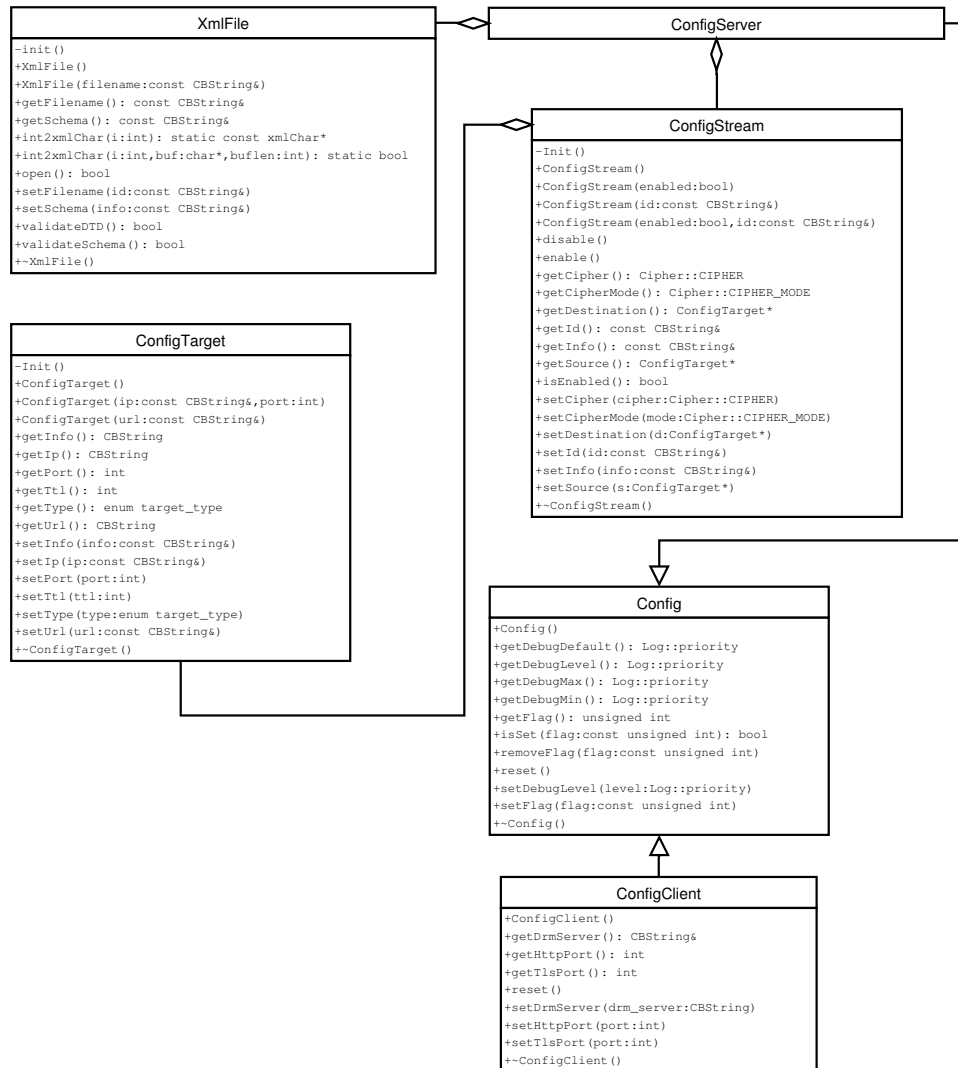 XmlFile
-init()
+XmlFile()
+XmlFile(filename:const CBString&)
+getFilename(): const CBString&
+getSchema(): const CBString&
+int2xmlChar(i:int): static const xmlChar*
+int2xmlChar(i:int,buf:char*,buflen:int): static bool
+open(): bool
+setFilename(id:const CBString&)
+setSchema(info:const CBString&)
+validateDTD(): bool
+validateSchema(): bool
+~XmlFile()
ConfigServer
ConfigStream
-Init()
+ConfigStream()
+ConfigStream(enabled:bool)
+ConfigStream(id:const CBString&)
+ConfigStream(enabled:bool,id:const CBString&)
+disable()
+enable()
+getCipher(): Cipher::CIPHER
+getCipherMode(): Cipher::CIPHER_MODE
+getDestination(): ConfigTarget*
+getId(): const CBString&
+getInfo(): const CBString&
+getSource(): ConfigTarget*
+isEnabled(): bool
+setCipher(cipher:Cipher::CIPHER)
+setCipherMode(mode:Cipher::CIPHER_MODE)
+setDestination(d:ConfigTarget*)
+setId(id:const CBString&)
+setInfo(info:const CBString&)
+setSource(s:ConfigTarget*)
+~ConfigStream()
ConfigTarget
-Init()
+ConfigTarget()
+ConfigTarget(ip:const CBString&,port:int)
+ConfigTarget(url:const CBString&)
+getInfo(): CBString
+getIp(): CBString
+getPort(): int
+getTtl(): int
+getType(): enum target_type
+getUrl(): CBString
+setInfo(info:const CBString&)
+setIp(ip:const CBString&)
+setPort(port:int)
+setTtl(ttl:int)
+setType(type:enum target_type)
+setUrl(url:const CBString&)
+~ConfigTarget()
Config
+Config()
+getDebugDefault(): Log::priority
+getDebugLevel(): Log::priority
+getDebugMax(): Log::priority
+getDebugMin(): Log::priority
+getFlag(): unsigned int
+isSet(flag:const unsigned int): bool
+removeFlag(flag:const unsigned int)
+reset()
+setDebugLevel(level:Log::priority)
+setFlag(flag:const unsigned int)
+~Config()
ConfigClient
+ConfigClient()
+getDrmServer(): CBString&
+getHttpPort(): int
+getTlsPort(): int
+reset()
+setDrmServer(drm_server:CBString)
+setHttpPort(port:int)
+setTlsPort(port:int)
+~ConfigClient()